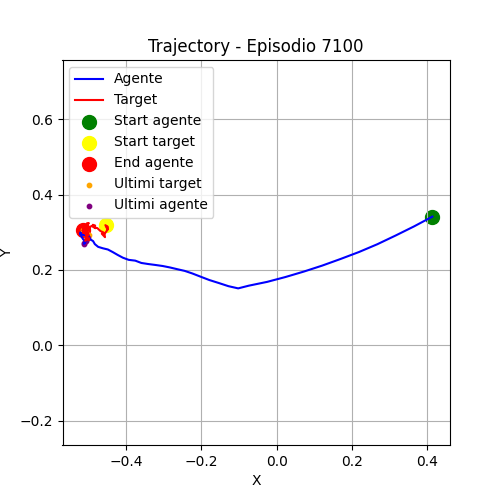 Trajectory - Episodio 7100
Agente
Target
Start agente
Start target
End agente
Ultimi target
Ultimi agente
Y
0.6
0.4
0.2
0.0
−0.2
−0.4
−0.2
0.0
0.2
0.4
X